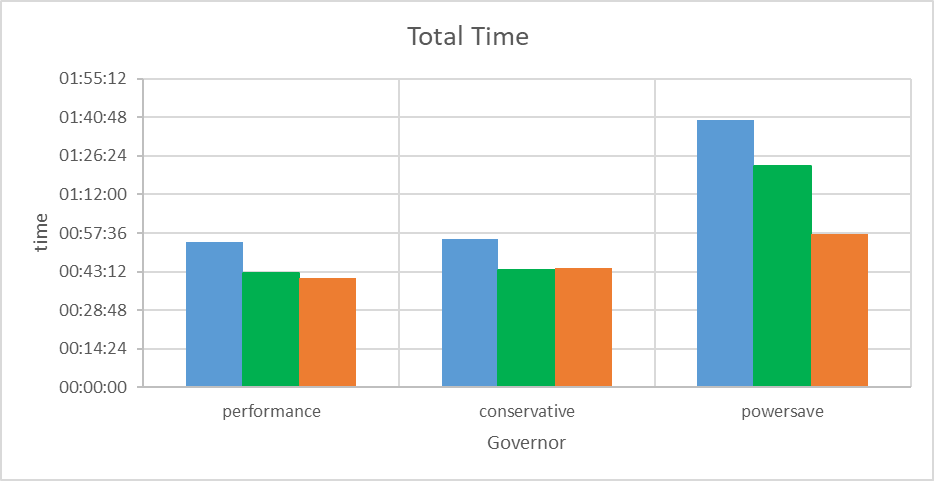 Total Time
01:55:12
01:40:48
01:26:24
01:12:00
00:57:36
00:43:12
00:28:48
00:14:24
00:00:00
time
performance conservative powersave
Governor